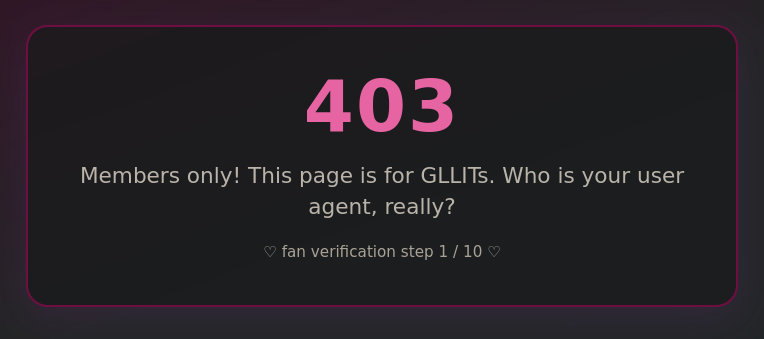 403
Members only! This page is for GLLITs. Who is your user
agent, really?
♡ fan verification step 1 / 10 ♡